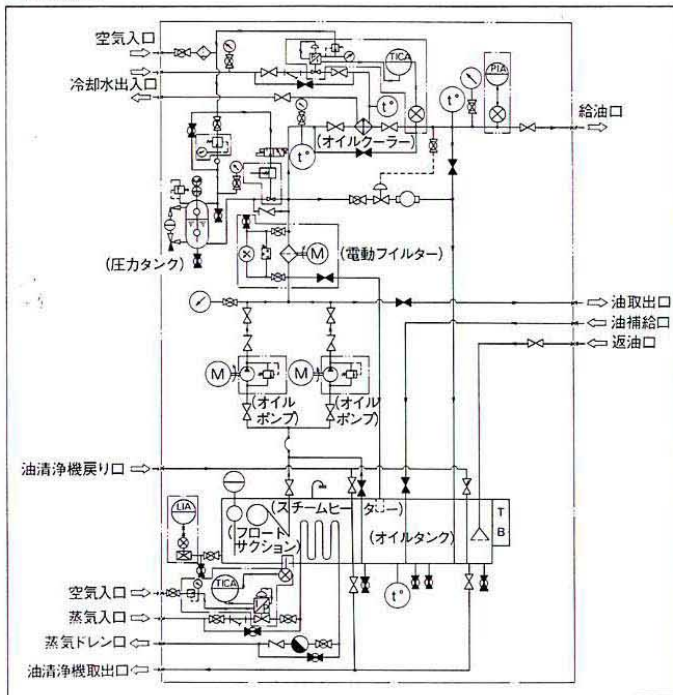 空気入口
冷却水出入口
TICA
PIA
t°
t°
t°
給油口
(オイルクーラー)
(圧力タンク)
M
(電動フィルター)
油取出口
油補給口
返油口
M
M
(オイル
ポンプ)
(オイル
ポンプ)
油清浄機戻り口
LIA
(スチームヒーター)
(フロート
サクション)
(オイルタンク)
T
B
TICA
t°
空気入口
蒸気入口
蒸気ドレン口
油清浄機取出口